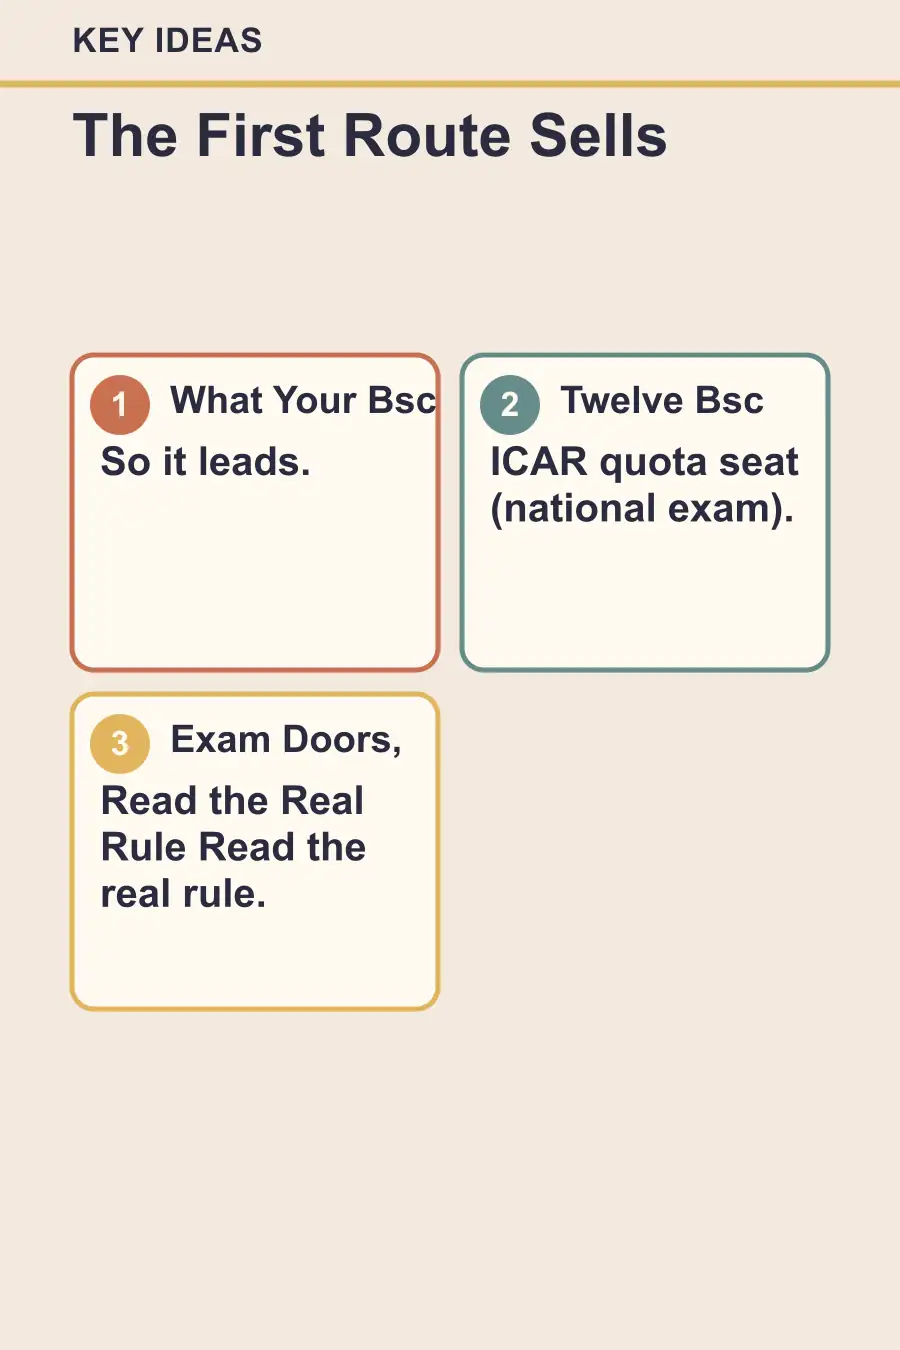 KEY IDEAS
The First Route Sells
1
What Your Bsc
So it leads.
2
Twelve Bsc
ICAR quota seat
(national exam).
3
Exam Doors,
Read the Real
Rule Read the
real rule.